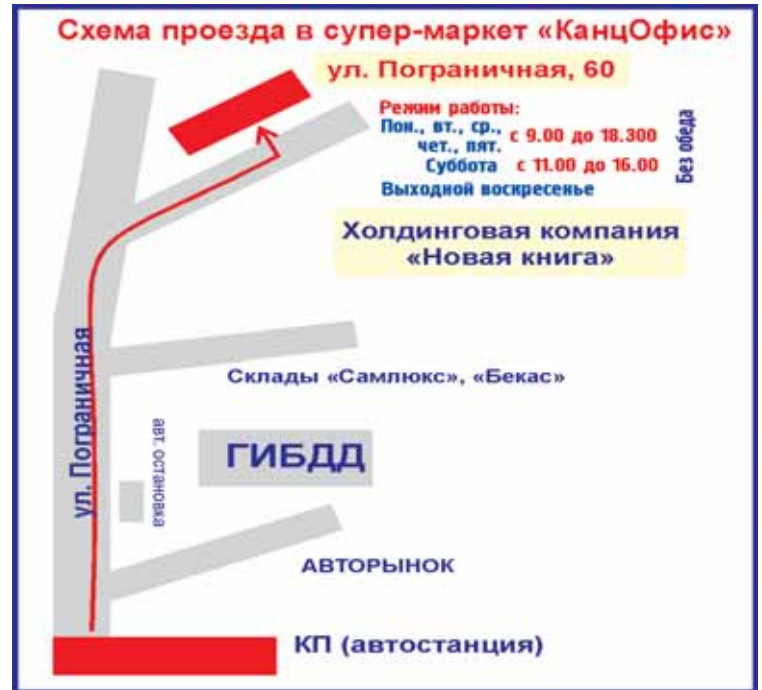 Схема проезда в супер-маркет «КанцОфис»
ул. Пограничная, 60
Режим работы:
Пон., вт., ср., чет., пят. с 9.00 до 18.300
Суббота с 11.00 до 16.00
Выходной воскресенье
Без обеда
Холдинговая компания
«Новая книга»
ул. Пограничная
Склады «Самлюкс», «Бекас»
авт. остановка
ГИБДД
АВТОРЫНОК
КП (автостанция)